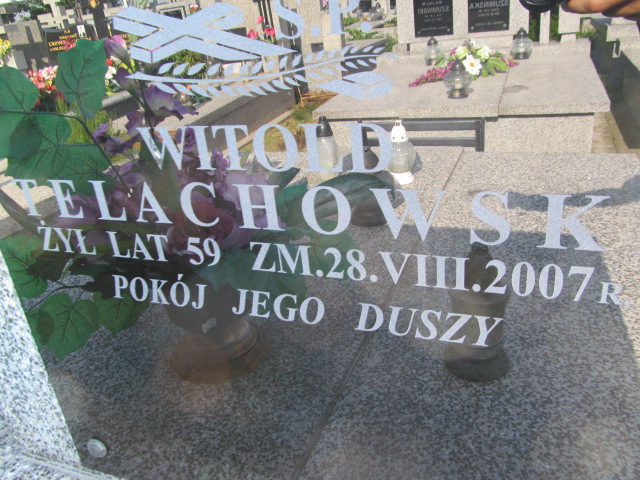 Ś.P.
WITOLD
TELACHOWSK
ŻYŁ LAT 59 ZM.28.VIII.2007 R.
POKÓJ JEGO DUSZY